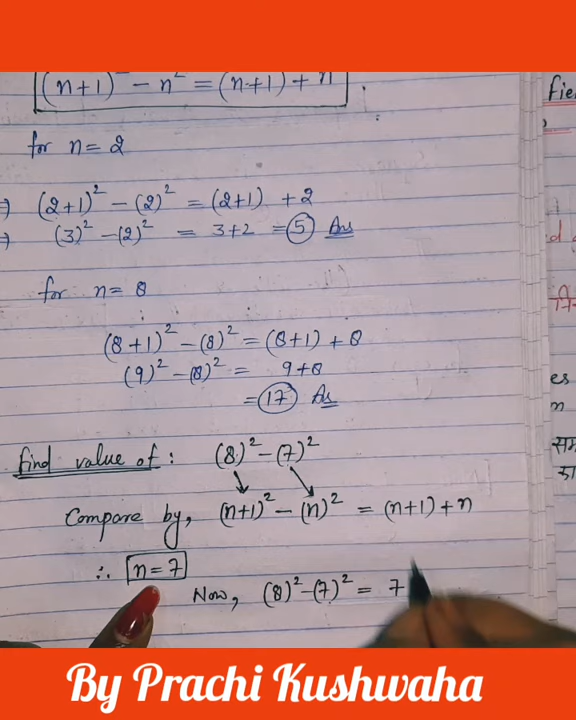 (n+1)² − n² = (n+1) + n
for n= 2
⇒ (2+1)² − (2)² = (2+1) + 2
⇒ (3)² − (2)² = 3+2 = 5 Ans
for n= 8
(8+1)² − (8)² = (8+1) + 8
(9)² − (8)² = 9+8
= 17 Ans
find value of : (8)² − (7)²
Compare by, (n+1)² − (n)² = (n+1) + n
∴ n = 7
Now, (8)² − (7)² = 7
es
n
By Prachi Kushwaha